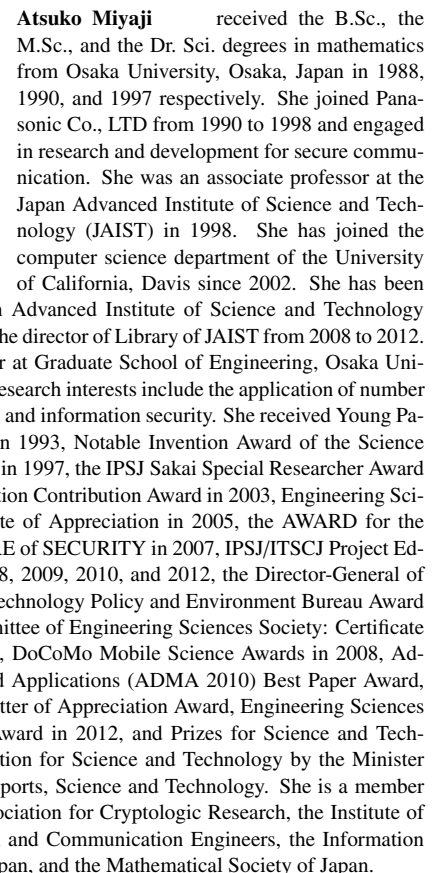 Atsuko Miyaji received the B.Sc., the
M.Sc., and the Dr. Sci. degrees in mathematics
from Osaka University, Osaka, Japan in 1988,
1990, and 1997 respectively. She joined Pana-
sonic Co., LTD from 1990 to 1998 and engaged
in research and development for secure commu-
nication. She was an associate professor at the
Japan Advanced Institute of Science and Tech-
nology (JAIST) in 1998. She has joined the
computer science department of the University
of California, Davis since 2002. She has been
Advanced Institute of Science and Technology
he director of Library of JAIST from 2008 to 2012.
at Graduate School of Engineering, Osaka Uni-
esearch interests include the application of number
and information security. She received Young Pa-
n 1993, Notable Invention Award of the Science
in 1997, the IPSJ Sakai Special Researcher Award
tion Contribution Award in 2003, Engineering Sci-
te of Appreciation in 2005, the AWARD for the
RE of SECURITY in 2007, IPSJ/ITSCJ Project Ed-
8, 2009, 2010, and 2012, the Director-General of
echnology Policy and Environment Bureau Award
ittee of Engineering Sciences Society: Certificate
, DoCoMo Mobile Science Awards in 2008, Ad-
d Applications (ADMA 2010) Best Paper Award,
tter of Appreciation Award, Engineering Sciences
ward in 2012, and Prizes for Science and Tech-
tion for Science and Technology by the Minister
ports, Science and Technology. She is a member
ociation for Cryptologic Research, the Institute of
and Communication Engineers, the Information
pan, and the Mathematical Society of Japan.